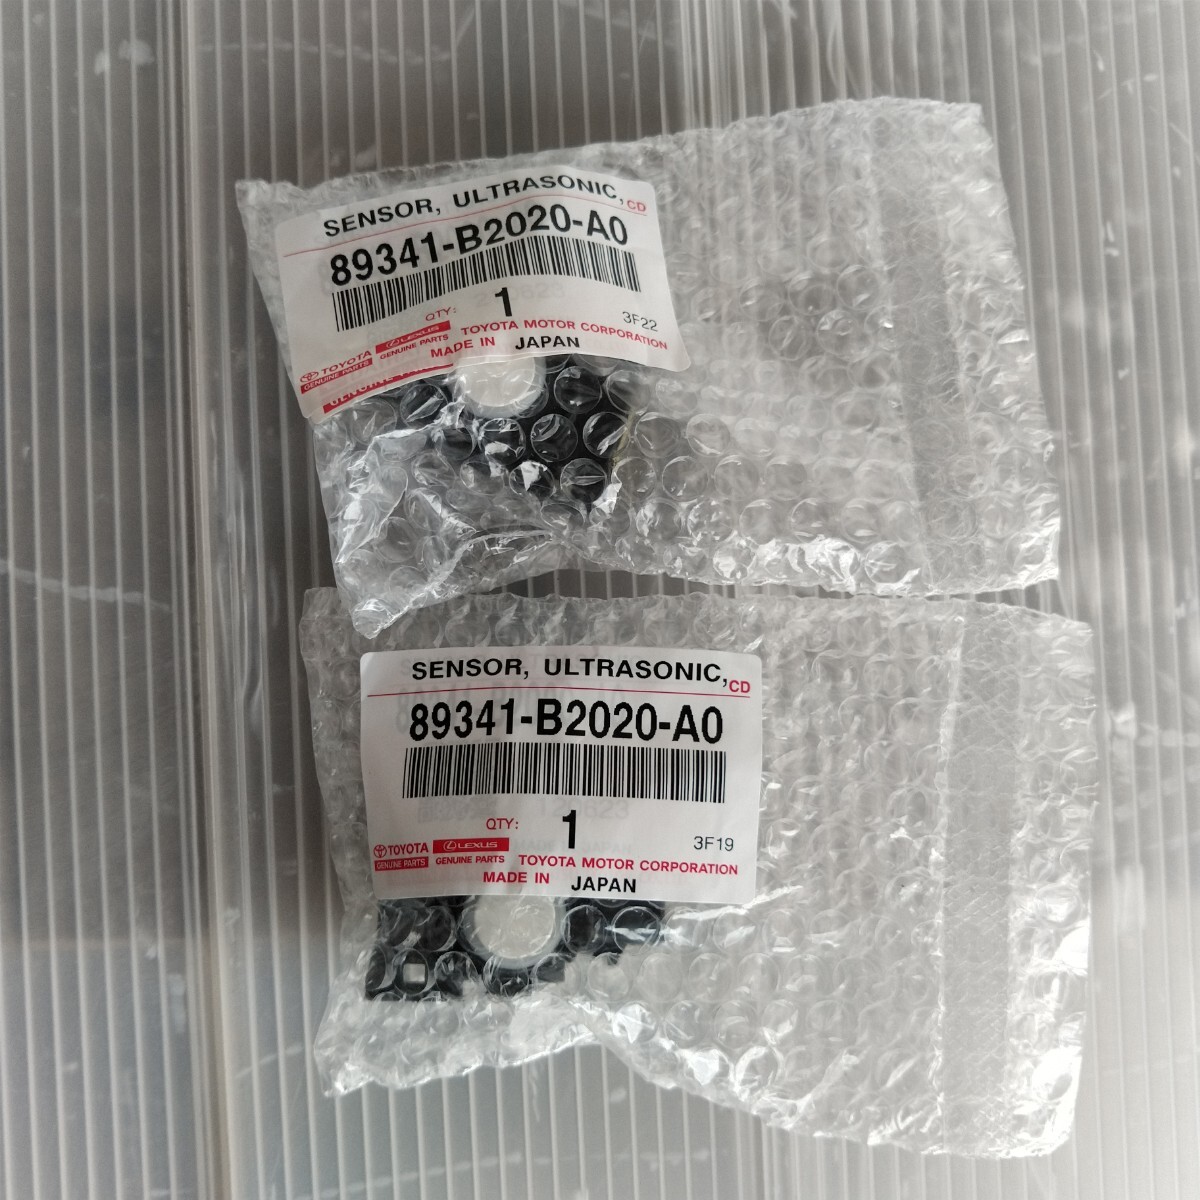 SENSOR, ULTRASONIC, CD
89341-B2020-A0
QTY: 1 3F22
TOYOTA LEXUS TOYOTA MOTOR CORPORATION
GENUINE PARTS GENUINE PARTS MADE IN JAPAN
SENSOR, ULTRASONIC, CD
89341-B2020-A0
QTY: 1 3F19
TOYOTA LEXUS
GENUINE PARTS GENUINE PARTS TOYOTA MOTOR CORPORATION
MADE IN JAPAN